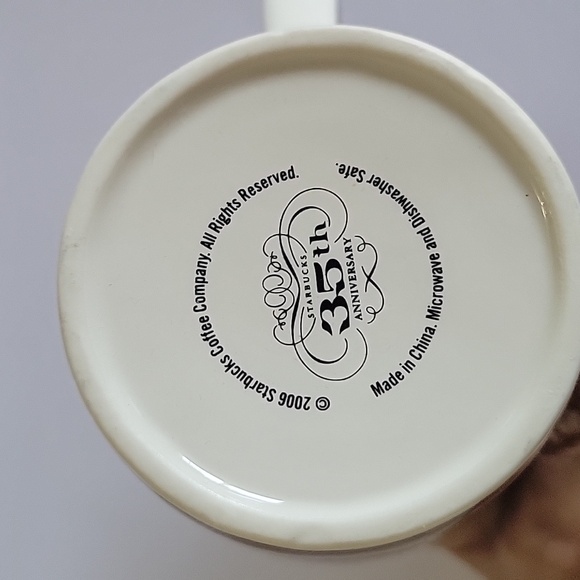 © 2006 Starbucks Coffee Company. All Rights Reserved.
STARBUCKS
35th
ANNIVERSARY
Made in China. Microwave and Dishwasher Safe.